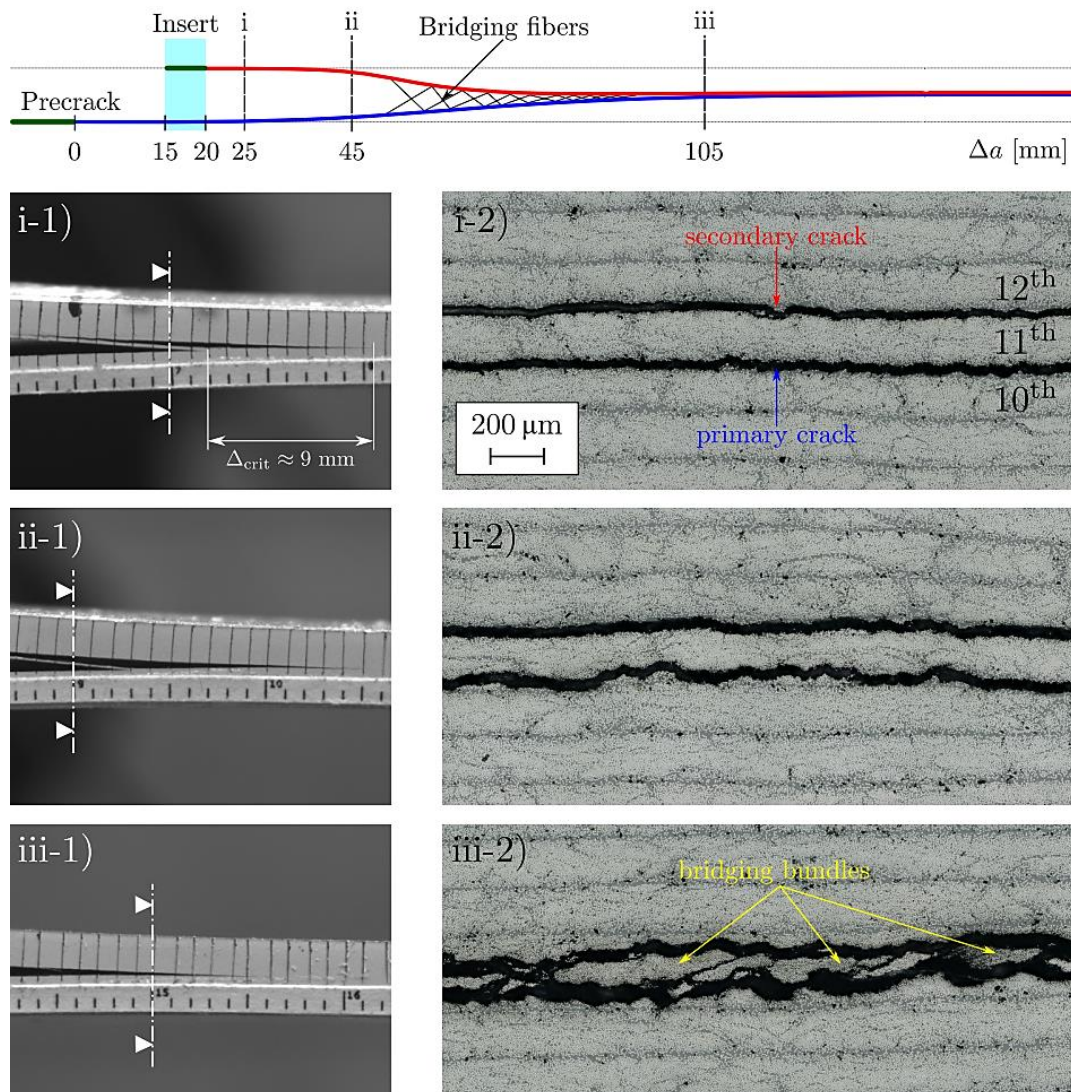 Insert i ii iii
Bridging fibers
Precrack
0 15 20 25 45 105 Δa [mm]
i-1)
Δcrit ≈ 9 mm
i-2)
secondary crack
12th
11th
10th
200 µm
primary crack
ii-1)
9 10
ii-2)
iii-1)
15 16
iii-2)
bridging bundles